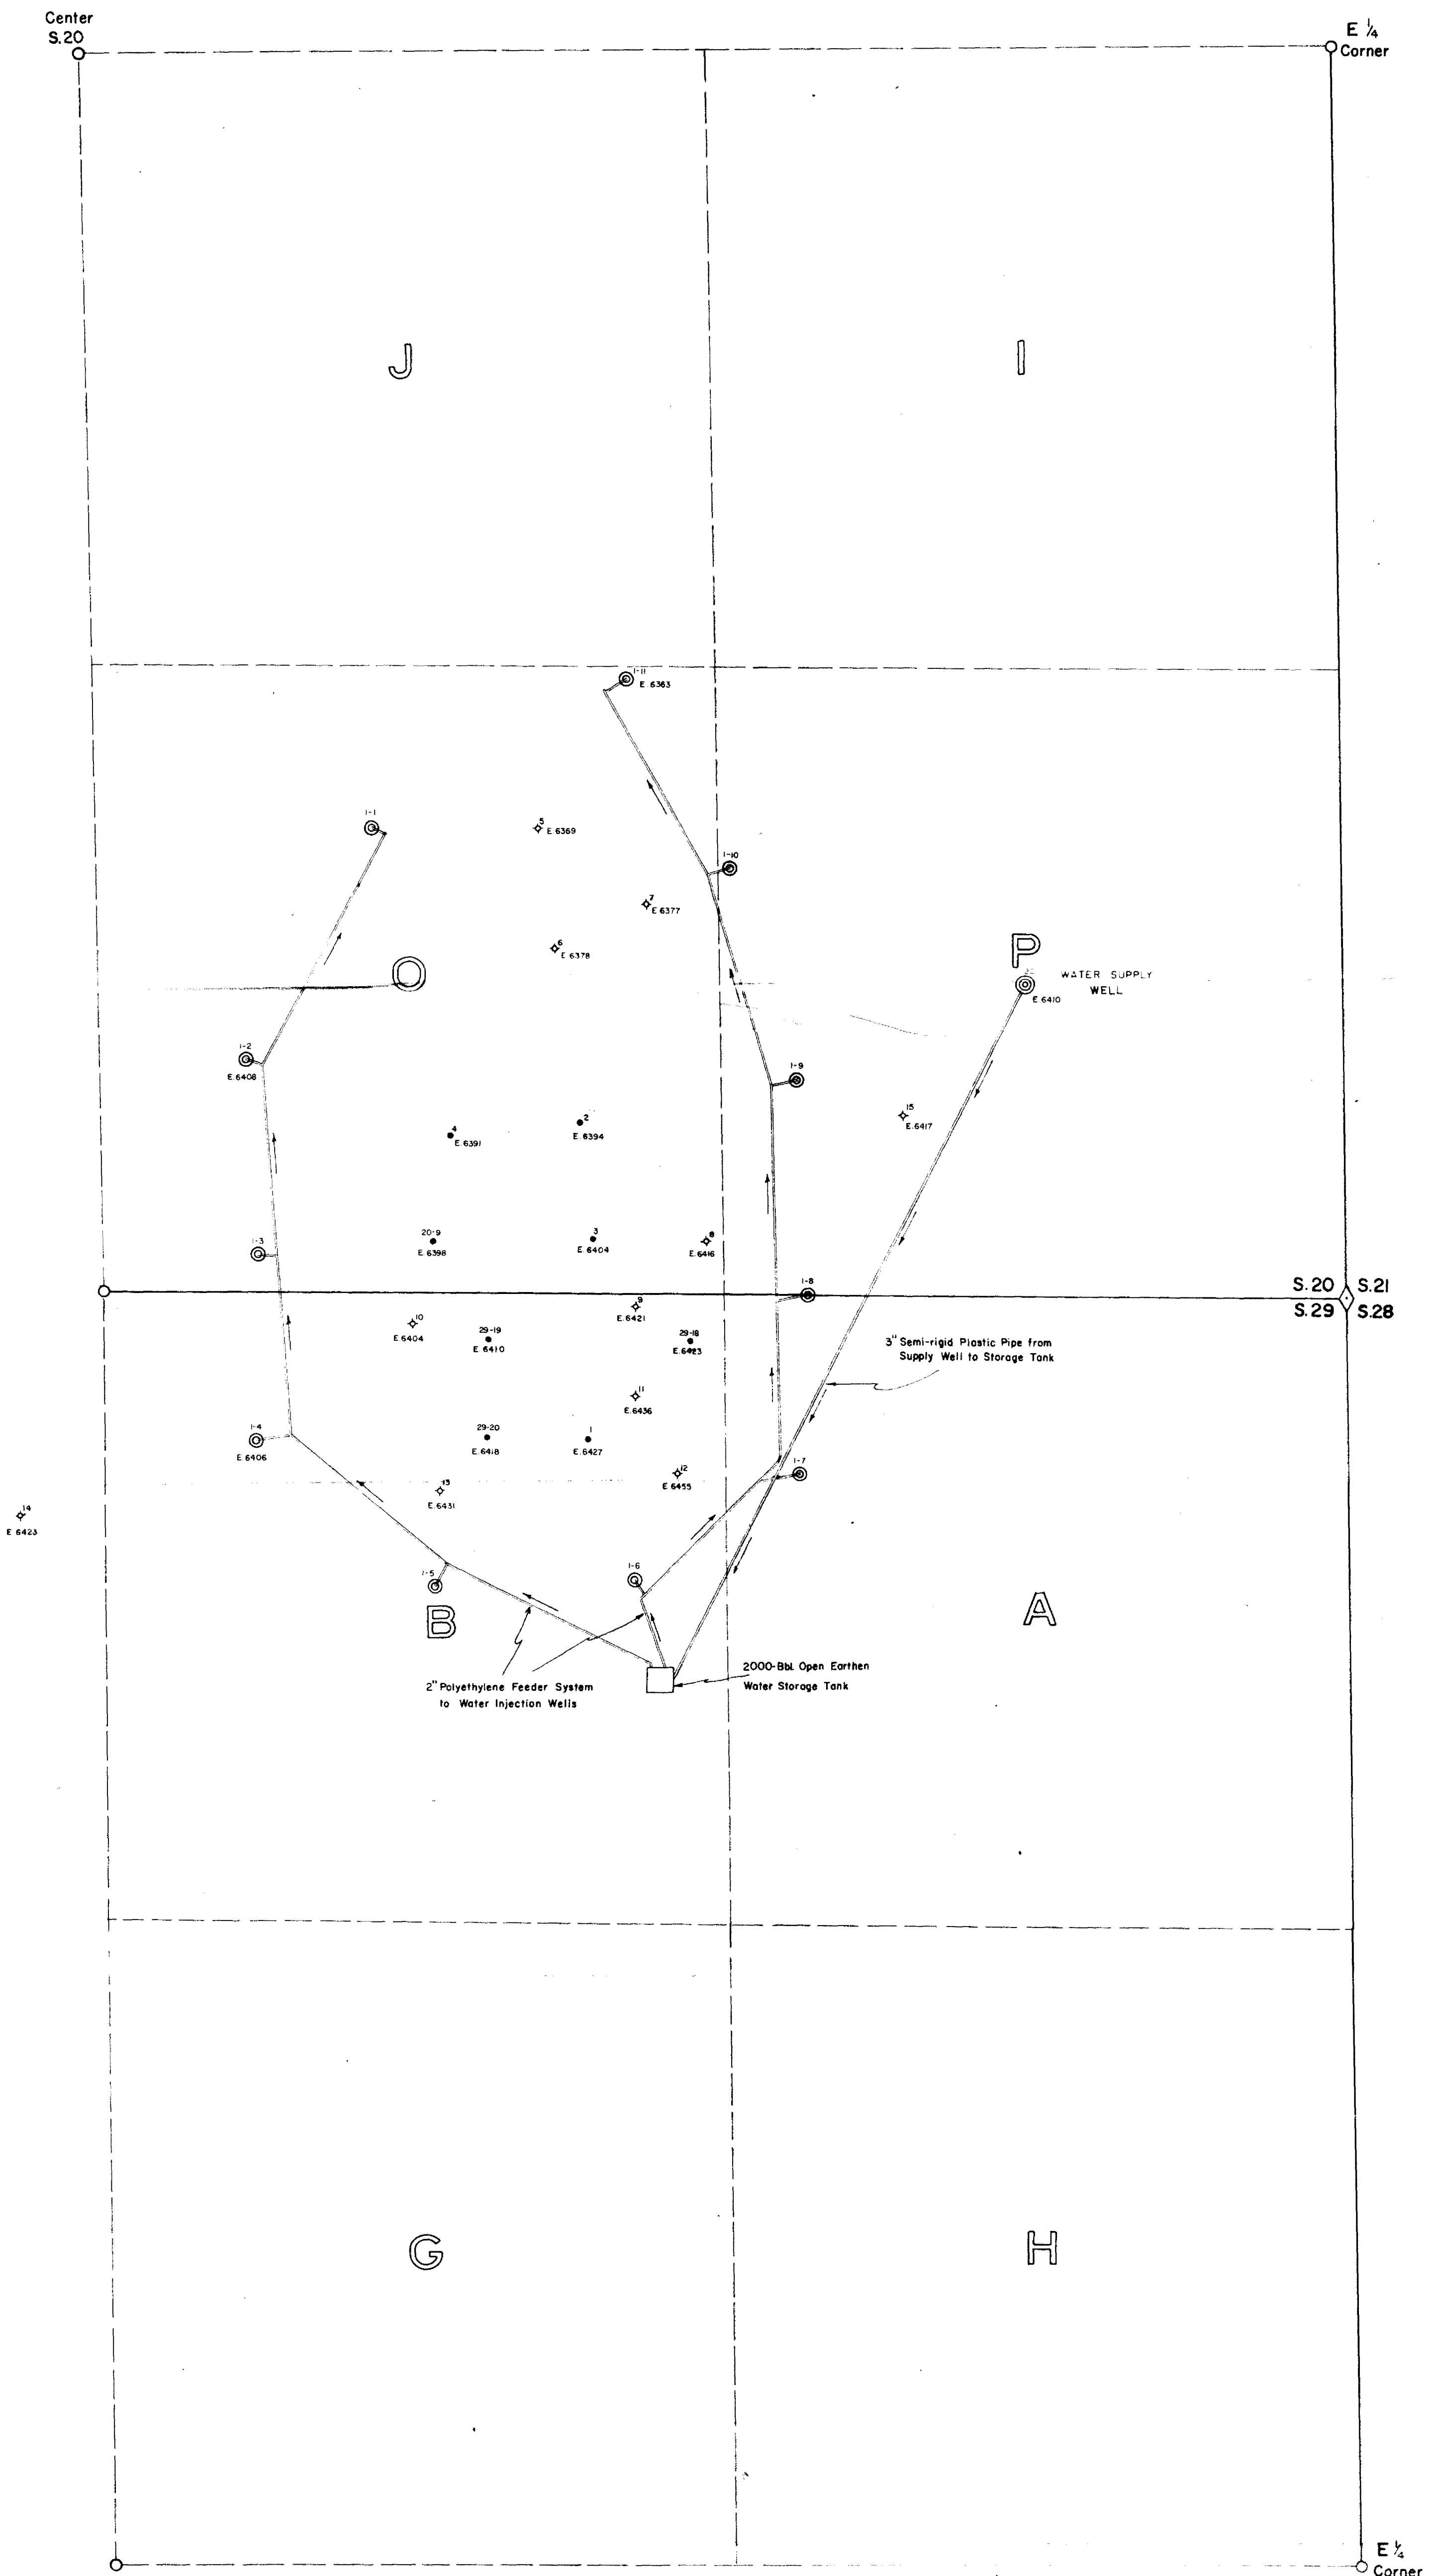 Center
S.20
E 1/4
Corner
J
I
1-11
E. 6363
1-1
5
E. 6369
1-10
7
E. 6377
6
E. 6378
O
P
WATER SUPPLY
WELL
E. 6410
1-2
E. 6408
1-9
15
E. 6417
4
E. 6391
2
E. 6394
1-3
20-9
E. 6398
3
E. 6404
8
E. 6416
1-8
S.20
S.21
S.29
S.28
10
E. 6404
29-19
E. 6410
9
E. 6421
29-18
E. 6423
3" Semi-rigid Plastic Pipe from
Supply Well to Storage Tank
11
E. 6436
1-4
E. 6406
29-20
E. 6418
1
E. 6427
12
E. 6455
1-7
13
E. 6431
14
E. 6423
1-5
1-6
B
A
2" Polyethylene Feeder System
to Water Injection Wells
2000-Bbl. Open Earthen
Water Storage Tank
G
H
E 1/4
Corner